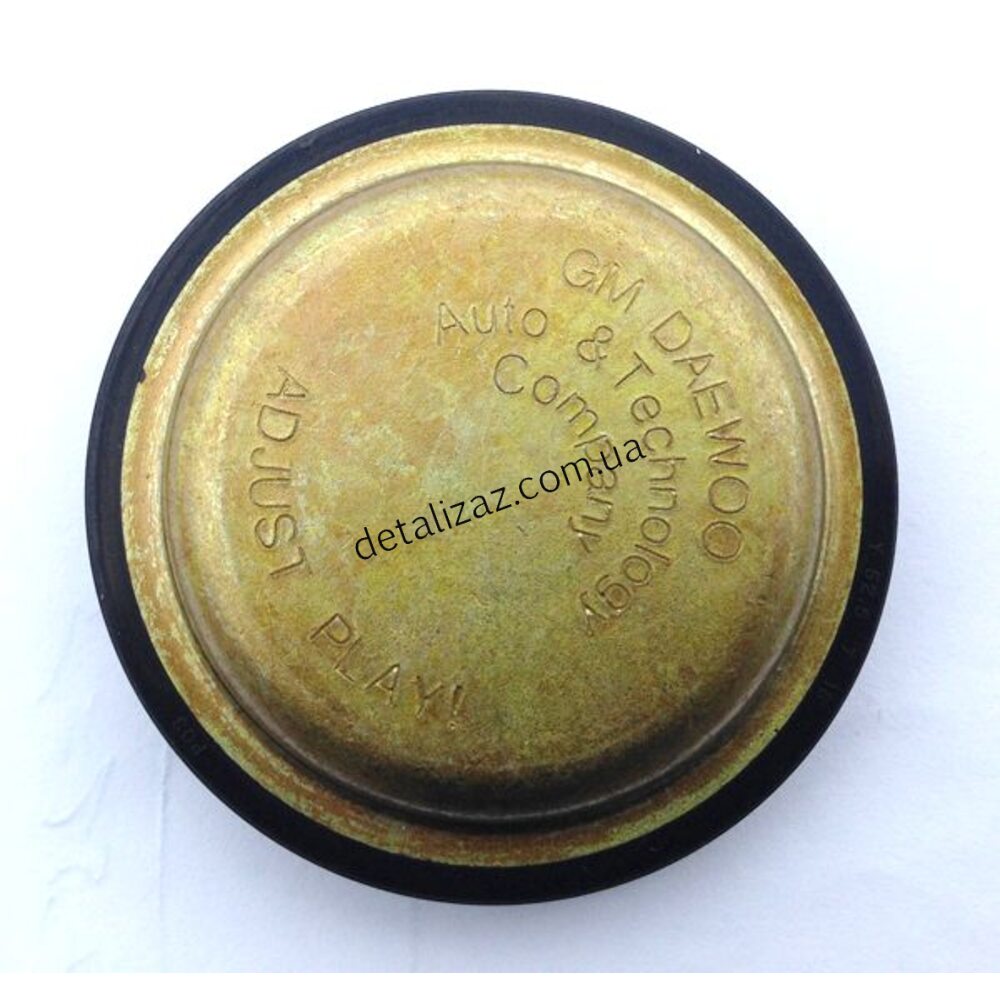 GM DAEWOO
Auto & Technology
Company
ADJUST PLAY!
detalizaz.com.ua